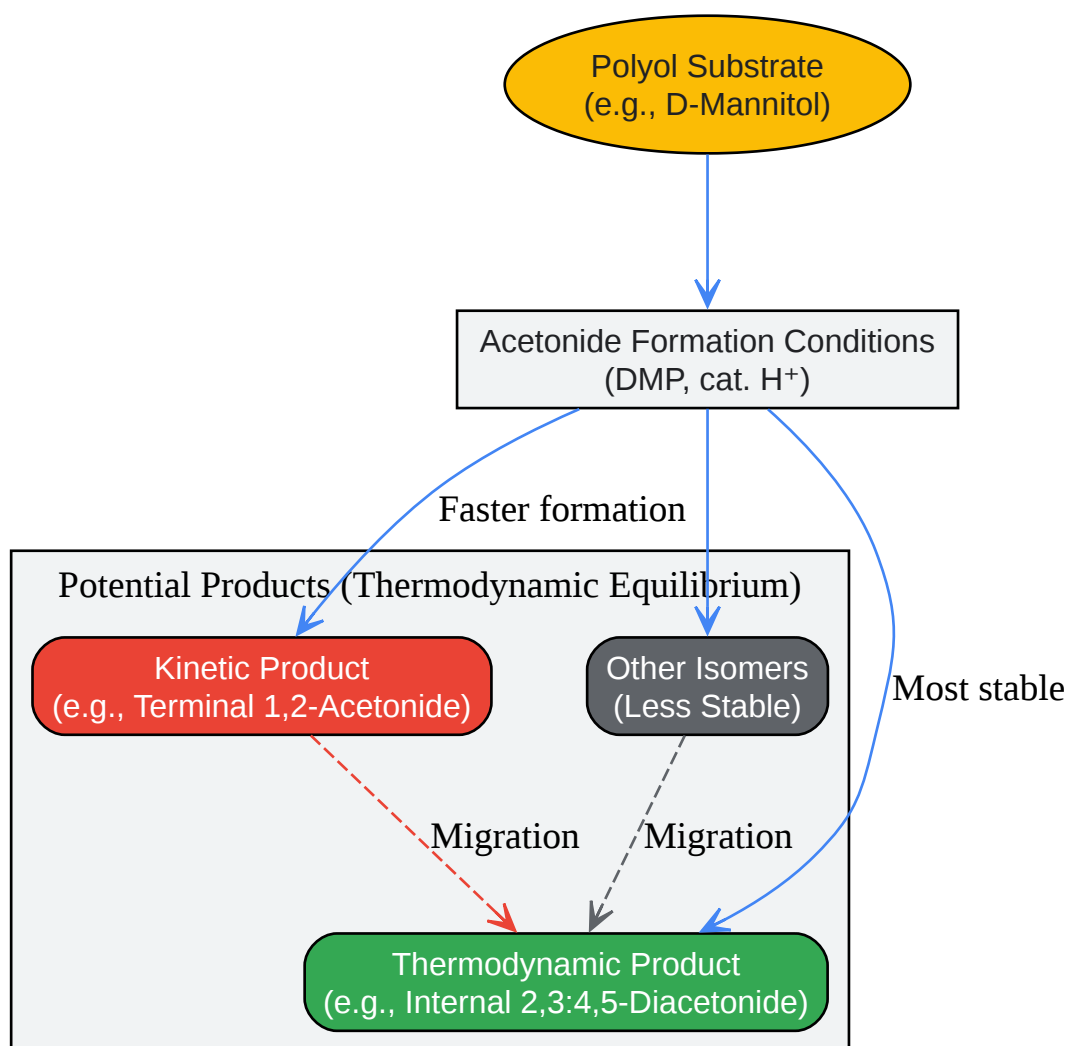 Polyol Substrate
(e.g., D-Mannitol)
Acetonide Formation Conditions
(DMP, cat. H⁺)
Faster formation
Potential Products (Thermodynamic Equilibrium)
Kinetic Product
(e.g., Terminal 1,2-Acetonide)
Other Isomers
(Less Stable)
Most stable
Migration
Migration
Thermodynamic Product
(e.g., Internal 2,3:4,5-Diacetonide)